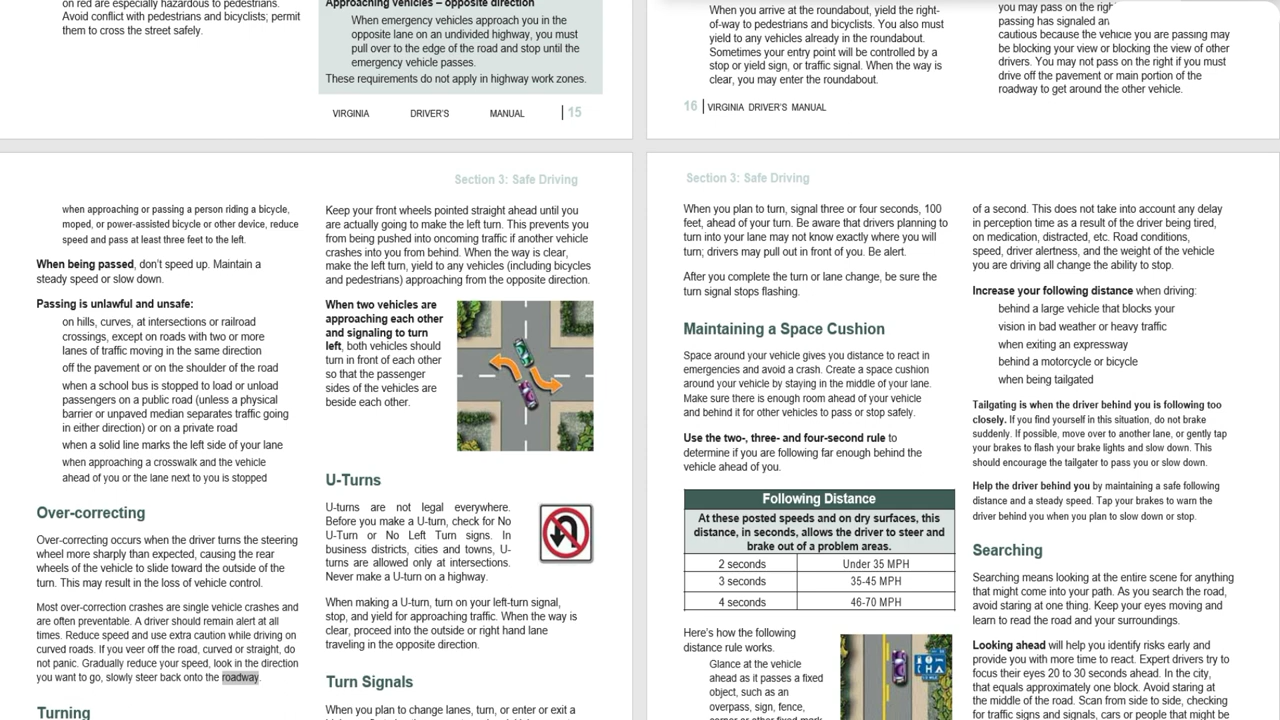 on red are especially hazardous to pedestrians.
Avoid conflict with pedestrians and bicyclists; permit
them to cross the street safely.
Approaching vehicles – opposite direction
When emergency vehicles approach you in the
opposite lane on an undivided highway, you must
pull over to the edge of the road and stop until the
emergency vehicle passes.
These requirements do not apply in highway work zones.
VIRGINIA DRIVER'S MANUAL | 15
When you arrive at the roundabout, yield the right-
of-way to pedestrians and bicyclists. You also must
yield to any vehicles already in the roundabout.
Sometimes your entry point will be controlled by a
stop or yield sign, or traffic signal. When the way is
clear, you may enter the roundabout.
you may pass on the right
passing has signaled
cautious because the vehicle you are passing may
be blocking your view or blocking the view of other
drivers. You may not pass on the right if you must
drive off the pavement or main portion of the
roadway to get around the other vehicle.
16 | VIRGINIA DRIVER'S MANUAL
Section 3: Safe Driving
when approaching or passing a person riding a bicycle,
moped, or power-assisted bicycle or other device, reduce
speed and pass at least three feet to the left.
When being passed, don't speed up. Maintain a
steady speed or slow down.
Passing is unlawful and unsafe:
on hills, curves, at intersections or railroad
crossings, except on roads with two or more
lanes of traffic moving in the same direction
off the pavement or on the shoulder of the road
when a school bus is stopped to load or unload
passengers on a public road (unless a physical
barrier or unpaved median separates traffic going
in either direction) or on a private road
when a solid line marks the left side of your lane
when approaching a crosswalk and the vehicle
ahead of you or the lane next to you is stopped
Over-correcting
Over-correcting occurs when the driver turns the steering
wheel more sharply than expected, causing the rear
wheels of the vehicle to slide toward the outside of the
turn. This may result in the loss of vehicle control.
Most over-correction crashes are single vehicle crashes and
are often preventable. A driver should remain alert at all
times. Reduce speed and use extra caution while driving on
curved roads. If you veer off the road, curved or straight, do
not panic. Gradually reduce your speed, look in the direction
you want to go, slowly steer back onto the roadway.
Turning
Keep your front wheels pointed straight ahead until you
are actually going to make the left turn. This prevents you
from being pushed into oncoming traffic if another vehicle
crashes into you from behind. When the way is clear,
make the left turn, yield to any vehicles (including bicycles
and pedestrians) approaching from the opposite direction.
When two vehicles are
approaching each other
and signaling to turn
left, both vehicles should
turn in front of each other
so that the passenger
sides of the vehicles are
beside each other.
U-Turns
U-turns are not legal everywhere.
Before you make a U-turn, check for No
U-Turn or No Left Turn signs. In
business districts, cities and towns, U-
turns are allowed only at intersections.
Never make a U-turn on a highway.
When making a U-turn, turn on your left-turn signal,
stop, and yield for approaching traffic. When the way is
clear, proceed into the outside or right hand lane
traveling in the opposite direction.
Turn Signals
When you plan to change lanes, turn, or enter or exit a
Section 3: Safe Driving
When you plan to turn, signal three or four seconds, 100
feet, ahead of your turn. Be aware that drivers planning to
turn into your lane may not know exactly where you will
turn; drivers may pull out in front of you. Be alert.
After you complete the turn or lane change, be sure the
turn signal stops flashing.
Maintaining a Space Cushion
Space around your vehicle gives you distance to react in
emergencies and avoid a crash. Create a space cushion
around your vehicle by staying in the middle of your lane.
Make sure there is enough room ahead of your vehicle
and behind it for other vehicles to pass or stop safely.
Use the two-, three- and four-second rule to
determine if you are following far enough behind the
vehicle ahead of you.
Following Distance
At these posted speeds and on dry surfaces, this
distance, in seconds, allows the driver to steer and
brake out of a problem areas.
2 seconds Under 35 MPH
3 seconds 35-45 MPH
4 seconds 46-70 MPH
Here's how the following
distance rule works.
Glance at the vehicle
ahead as it passes a fixed
object, such as an
overpass, sign, fence,
corner or other fixed mark
of a second. This does not take into account any delay
in perception time as a result of the driver being tired,
on medication, distracted, etc. Road conditions,
speed, driver alertness, and the weight of the vehicle
you are driving all change the ability to stop.
Increase your following distance when driving:
behind a large vehicle that blocks your
vision in bad weather or heavy traffic
when exiting an expressway
behind a motorcycle or bicycle
when being tailgated
Tailgating is when the driver behind you is following too
closely. If you find yourself in this situation, do not brake
suddenly. If possible, move over to another lane, or gently tap
your brakes to flash your brake lights and slow down. This
should encourage the tailgater to pass you or slow down.
Help the driver behind you by maintaining a safe following
distance and a steady speed. Tap your brakes to warn the
driver behind you when you plan to slow down or stop.
Searching
Searching means looking at the entire scene for anything
that might come into your path. As you search the road,
avoid staring at one thing. Keep your eyes moving and
learn to read the road and your surroundings.
Looking ahead will help you identify risks early and
provide you with more time to react. Expert drivers try to
focus their eyes 20 to 30 seconds ahead. In the city,
that equals approximately one block. Avoid staring at
the middle of the road. Scan from side to side, checking
for traffic signs and signals, cars or people that might be